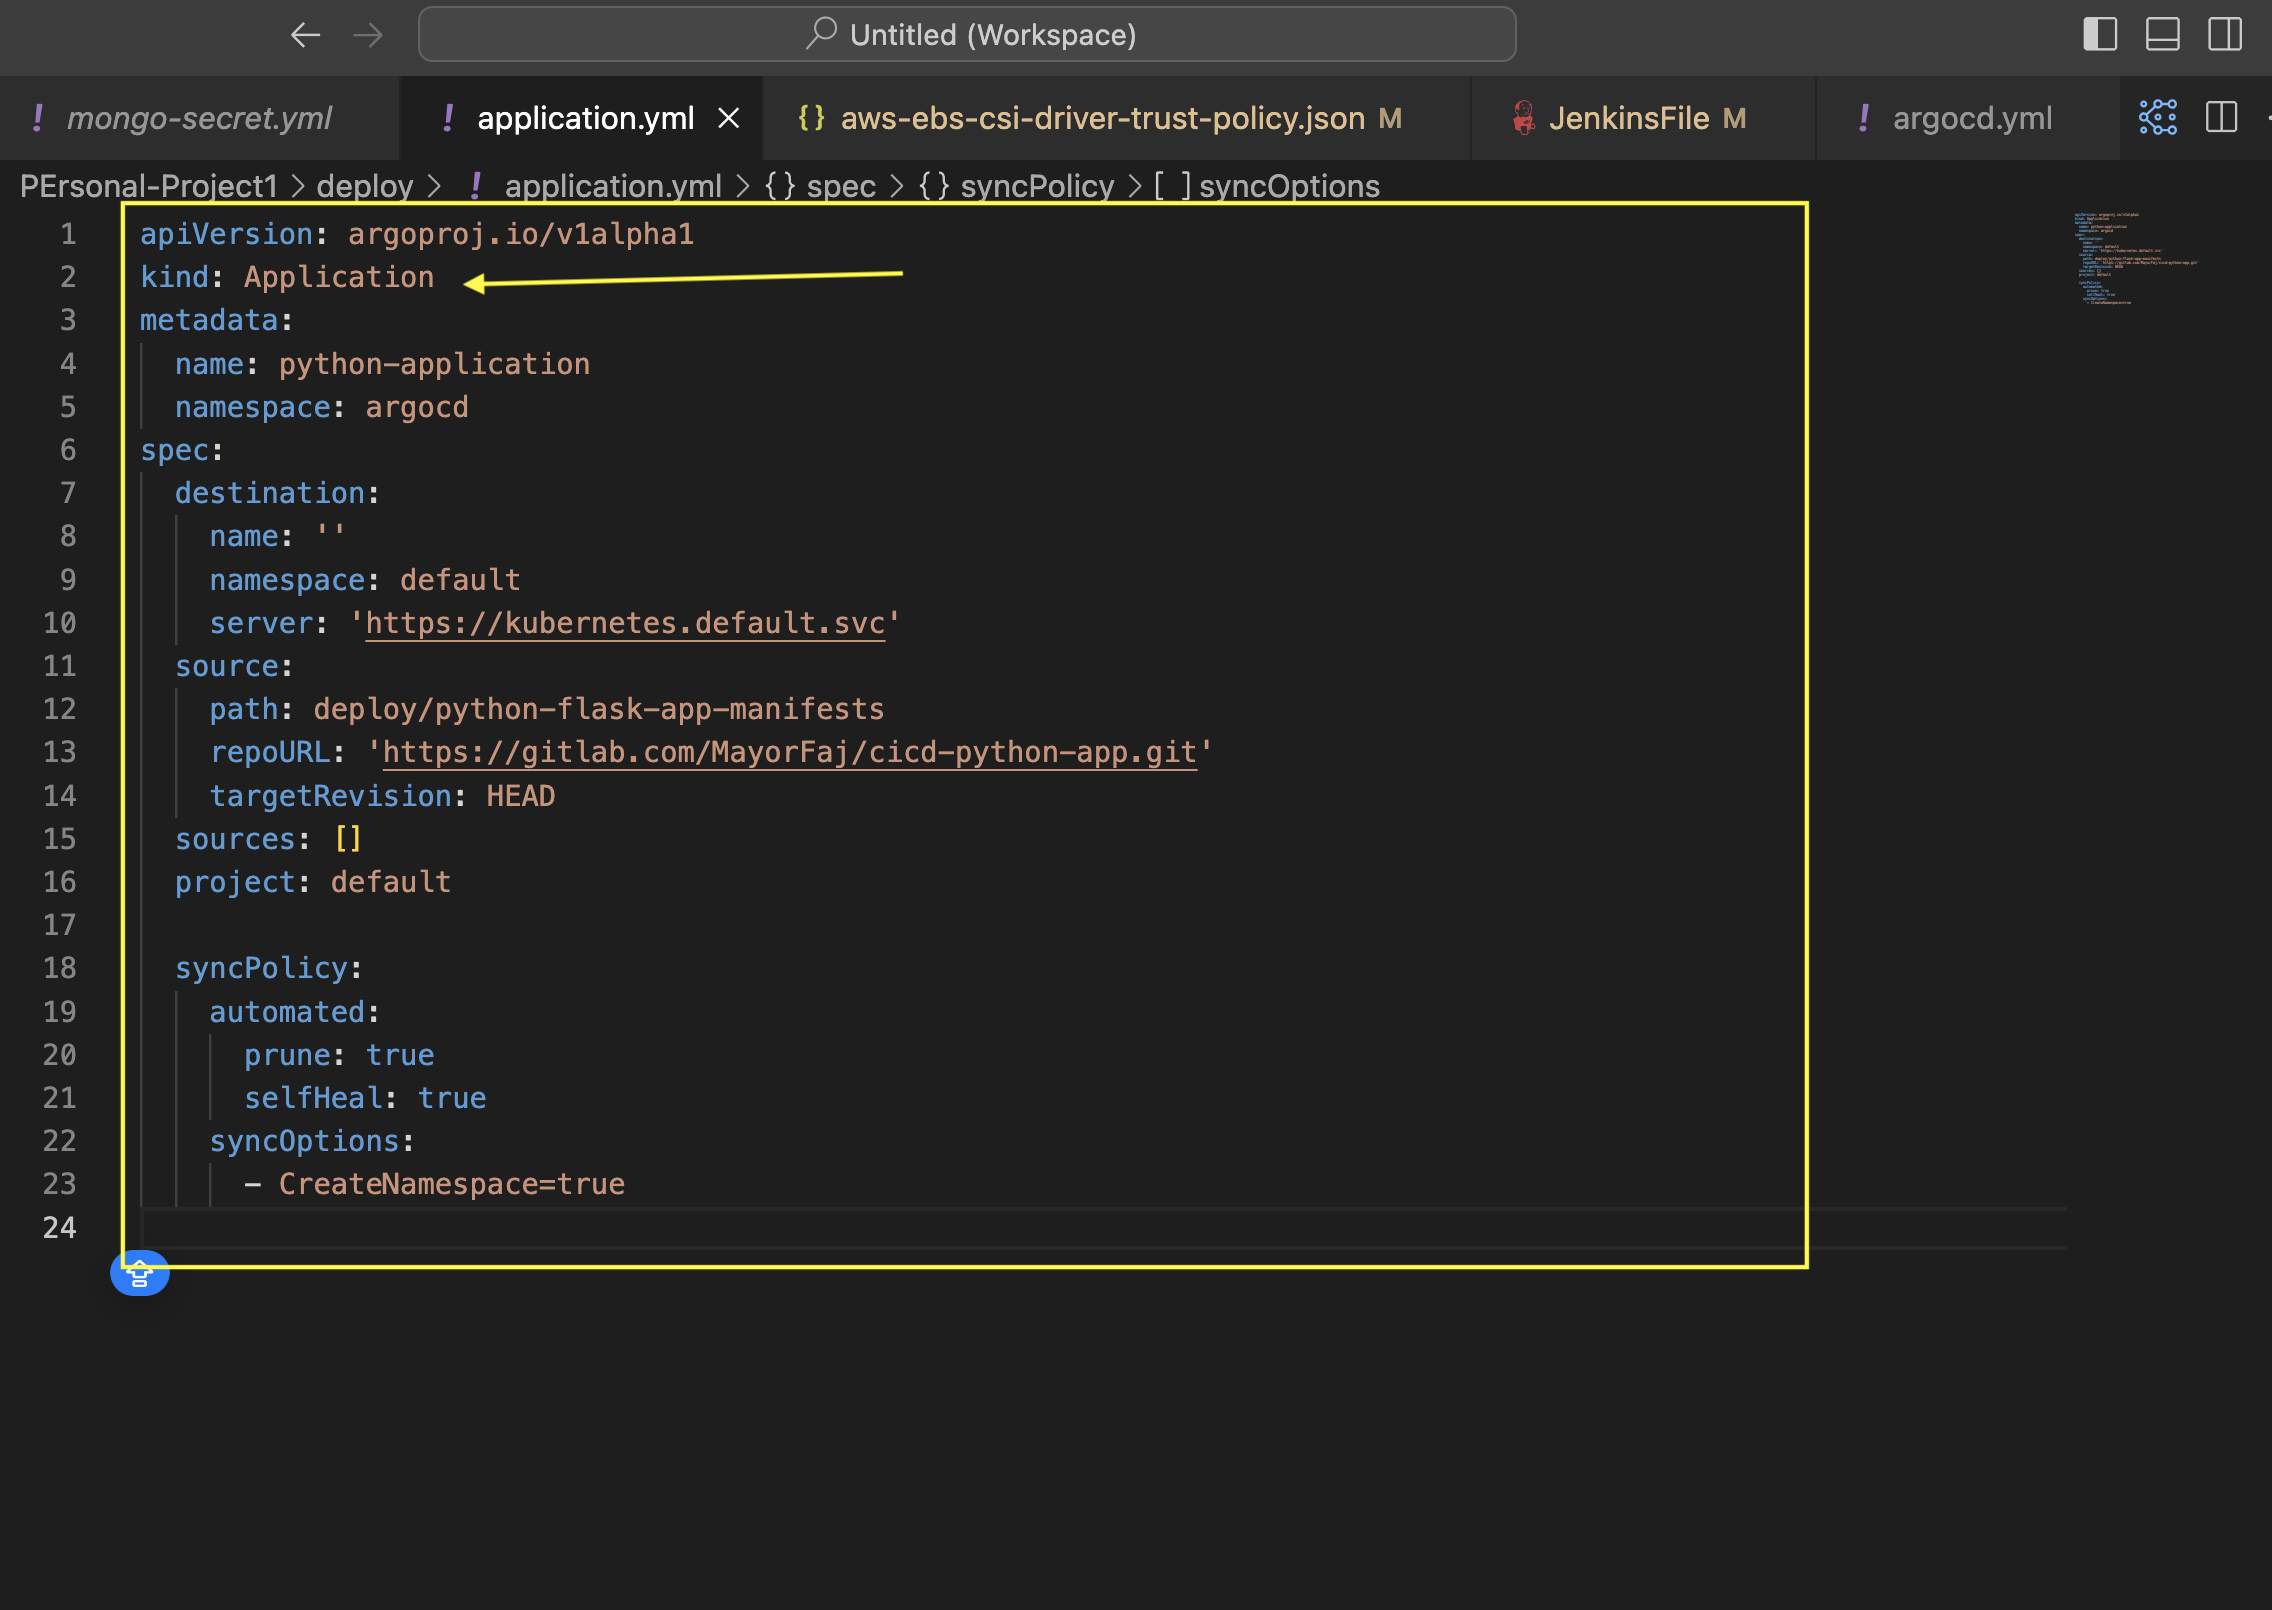 Untitled (Workspace)
! mongo-secret.yml
! application.yml
{} aws-ebs-csi-driver-trust-policy.json M
JenkinsFile M
! argocd.yml
PErsonal-Project1 > deploy > ! application.yml > {} spec > {} syncPolicy > [ ] syncOptions
1 apiVersion: argoproj.io/v1alpha1
2 kind: Application
3 metadata:
4   name: python-application
5   namespace: argocd
6 spec:
7   destination:
8     name: ''
9     namespace: default
10     server: 'https://kubernetes.default.svc'
11   source:
12     path: deploy/python-flask-app-manifests
13     repoURL: 'https://gitlab.com/MayorFaj/cicd-python-app.git'
14     targetRevision: HEAD
15   sources: []
16   project: default
17
18   syncPolicy:
19     automated:
20       prune: true
21       selfHeal: true
22     syncOptions:
23       - CreateNamespace=true
24